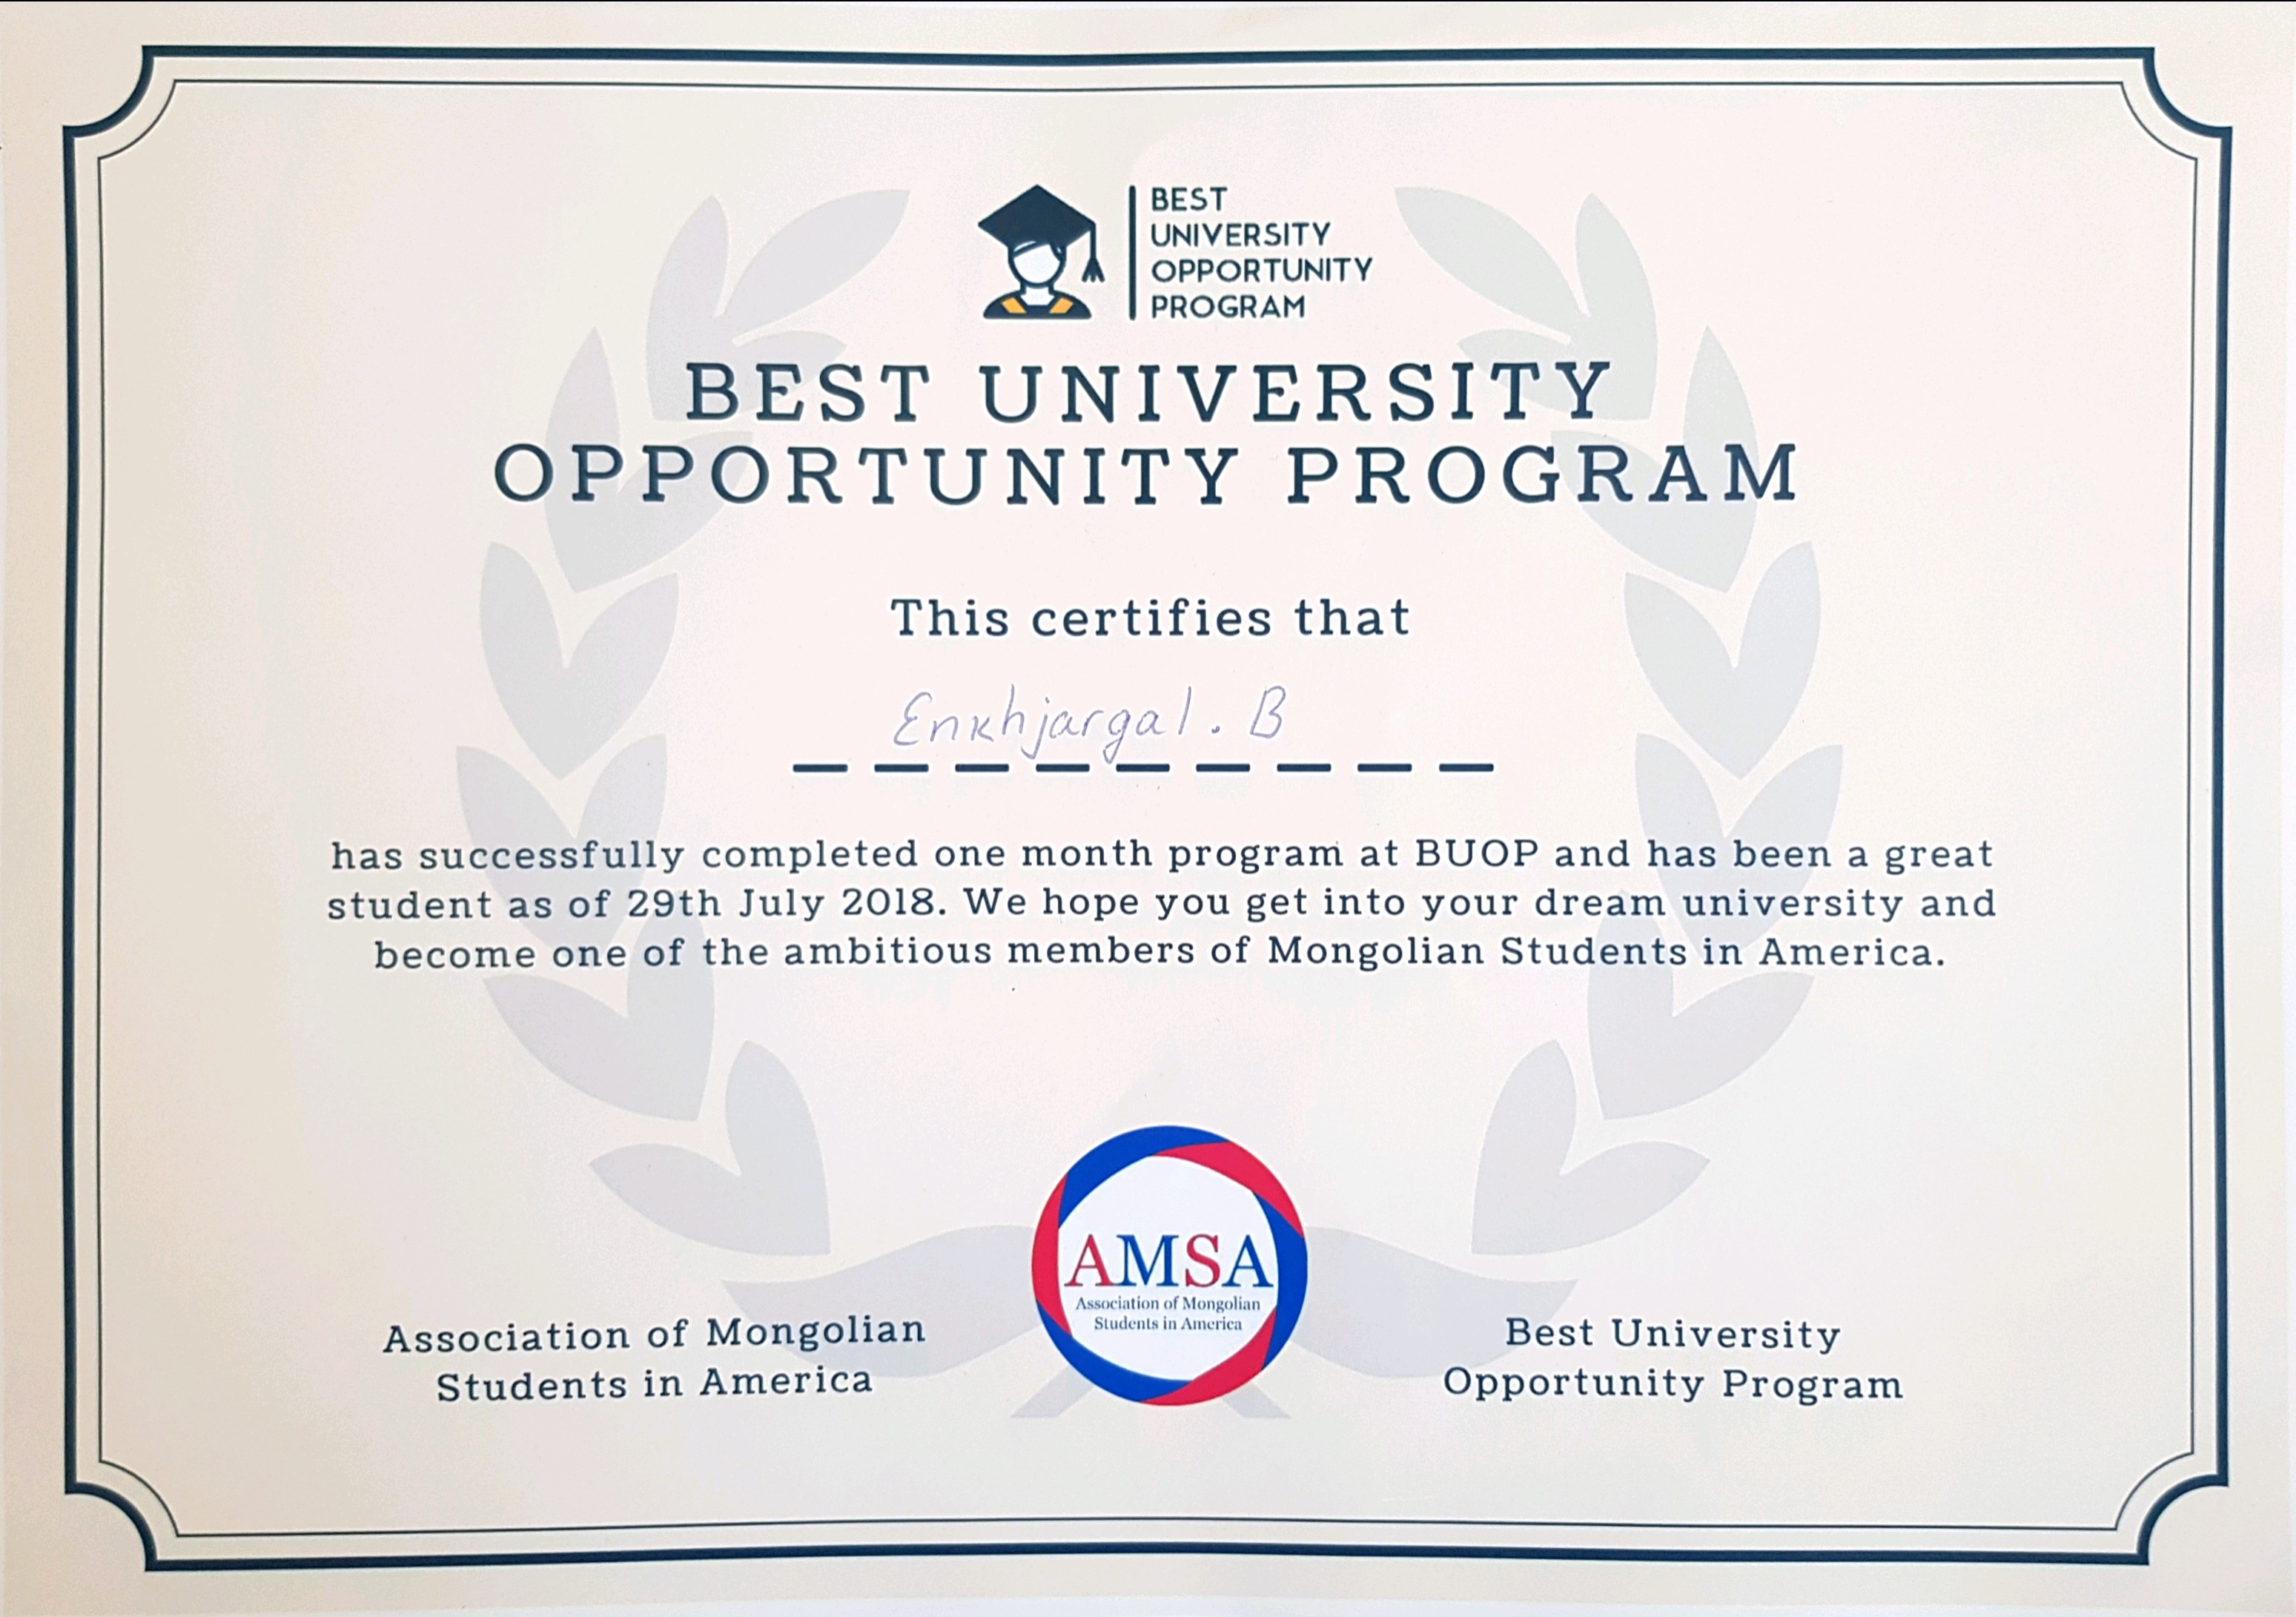 BEST
UNIVERSITY
OPPORTUNITY
PROGRAM
BEST UNIVERSITY
OPPORTUNITY PROGRAM
This certifies that
Enkhjargal. B
has successfully completed one month program at BUOP and has been a great
student as of 29th July 2018. We hope you get into your dream university and
become one of the ambitious members of Mongolian Students in America.
Association of Mongolian
Students in America
AMSA
Association of Mongolian
Students in America
Best University
Opportunity Program